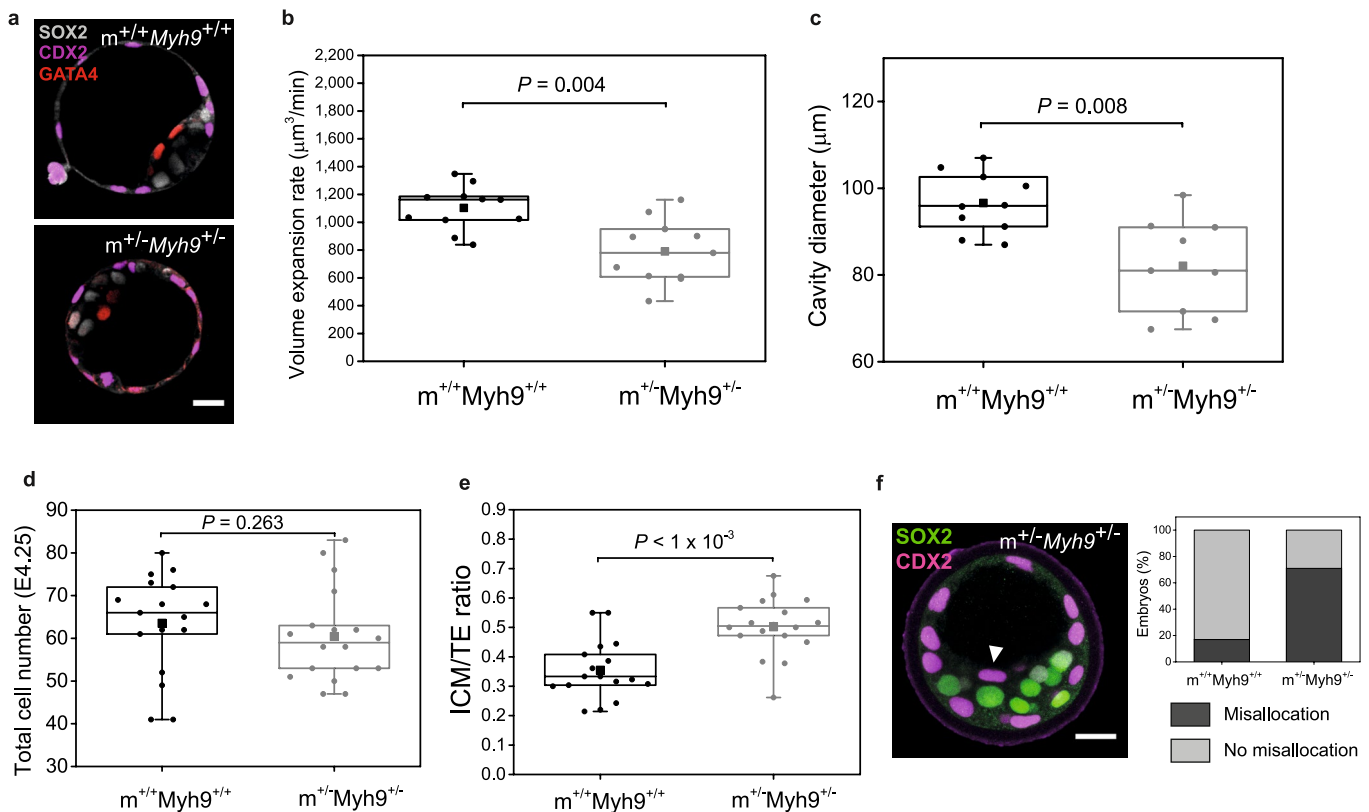 a
SOX2
CDX2
GATA4
m+/+Myh9+/+
m+/-Myh9+/-
b
Volume expansion rate (μm3/min)
2,200
2,000
1,800
1,600
1,400
1,200
1,000
800
600
400
200
0
P = 0.004
m+/+Myh9+/+
m+/-Myh9+/-
c
Cavity diameter (μm)
120
100
80
60
P = 0.008
m+/+Myh9+/+
m+/-Myh9+/-
d
Total cell number (E4.25)
90
80
70
60
50
40
30
P = 0.263
m+/+Myh9+/+
m+/-Myh9+/-
e
ICM/TE ratio
0.9
0.8
0.7
0.6
0.5
0.4
0.3
0.2
0.1
0.0
P < 1 x 10-3
m+/+Myh9+/+
m+/-Myh9+/-
f
SOX2
CDX2
m+/-Myh9+/-
Embryos (%)
100
80
60
40
20
0
m+/+Myh9+/+
m+/-Myh9+/-
Misallocation
No misallocation